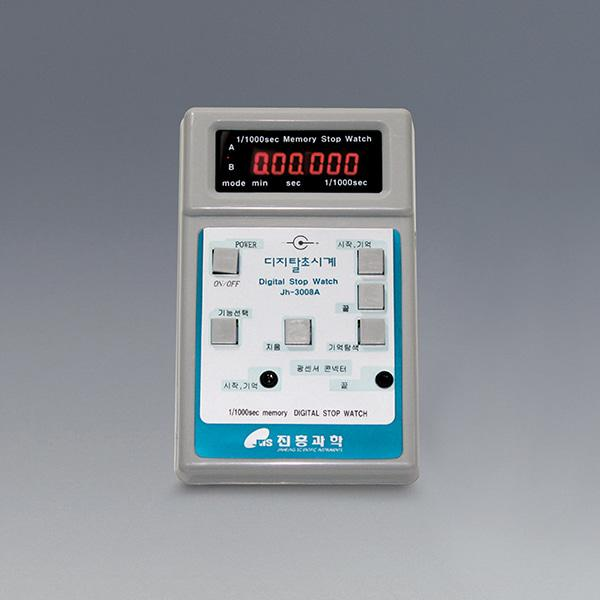 1/1000sec Memory Stop Watch
A
B
0.00.000
mode min sec 1/1000sec
POWER
시작,기억
디지탈초시계
Digital Stop Watch
Jh-3008A
ON/OFF
끝
기능선택
지움
기억탐색
광센서 콘넥터
시작,기억
끝
1/1000sec memory DIGITAL STOP WATCH
진흥과학
JINHEUNG SCIENTIFIC INSTRUMENTS